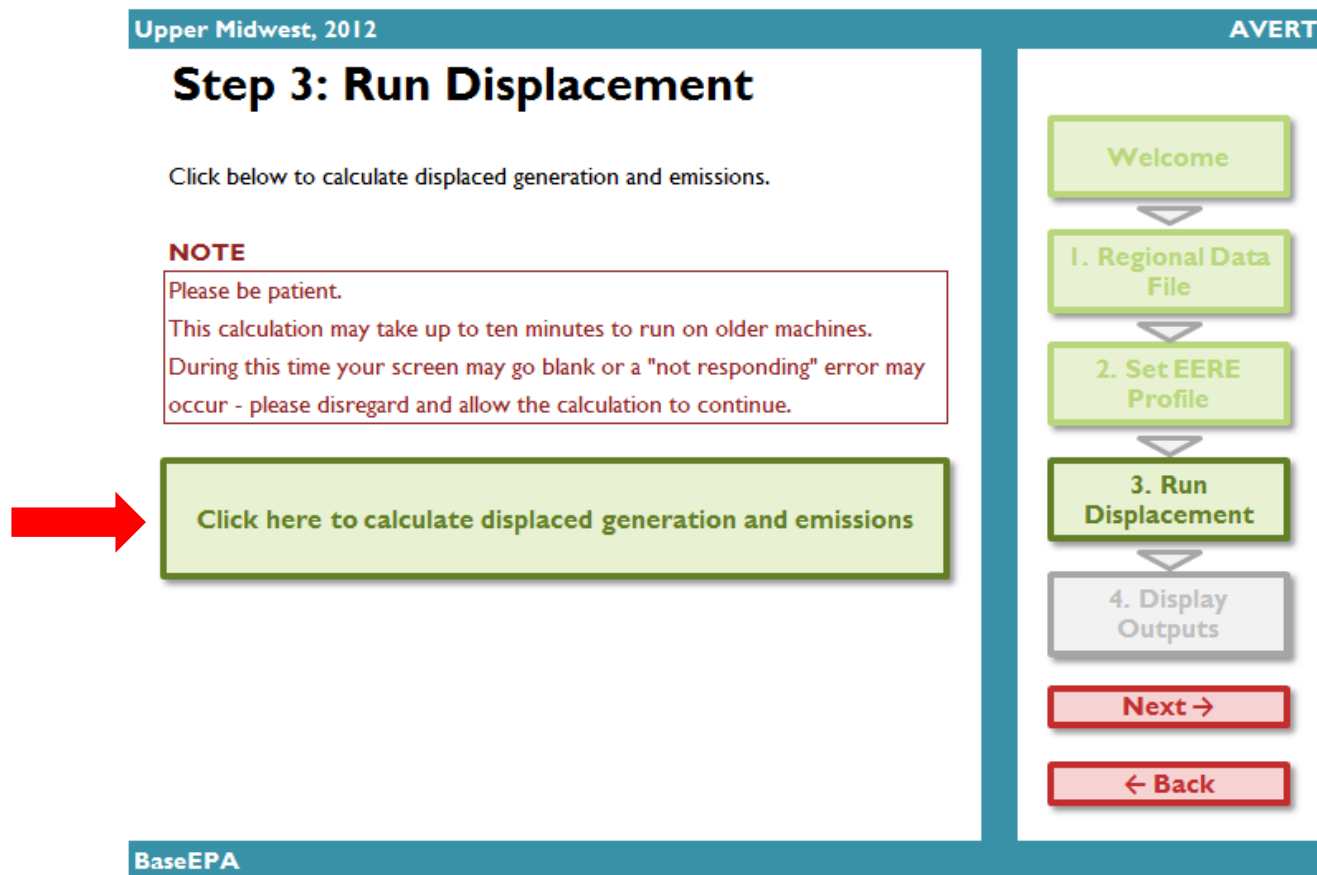 Upper Midwest, 2012
AVERT
Step 3: Run Displacement
Click below to calculate displaced generation and emissions.
NOTE
Please be patient.
This calculation may take up to ten minutes to run on older machines.
During this time your screen may go blank or a "not responding" error may
occur - please disregard and allow the calculation to continue.
Click here to calculate displaced generation and emissions
Welcome
1. Regional Data
File
2. Set EERE
Profile
3. Run
Displacement
4. Display
Outputs
Next →
← Back
BaseEPA